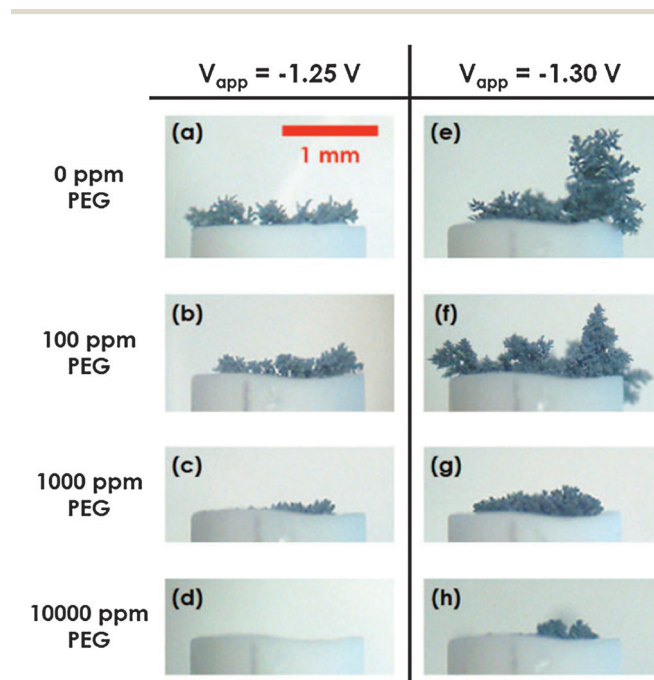 V_app = -1.25 V
V_app = -1.30 V
0 ppm
PEG
(a)
1 mm
(e)
100 ppm
PEG
(b)
(f)
1000 ppm
PEG
(c)
(g)
10000 ppm
PEG
(d)
(h)